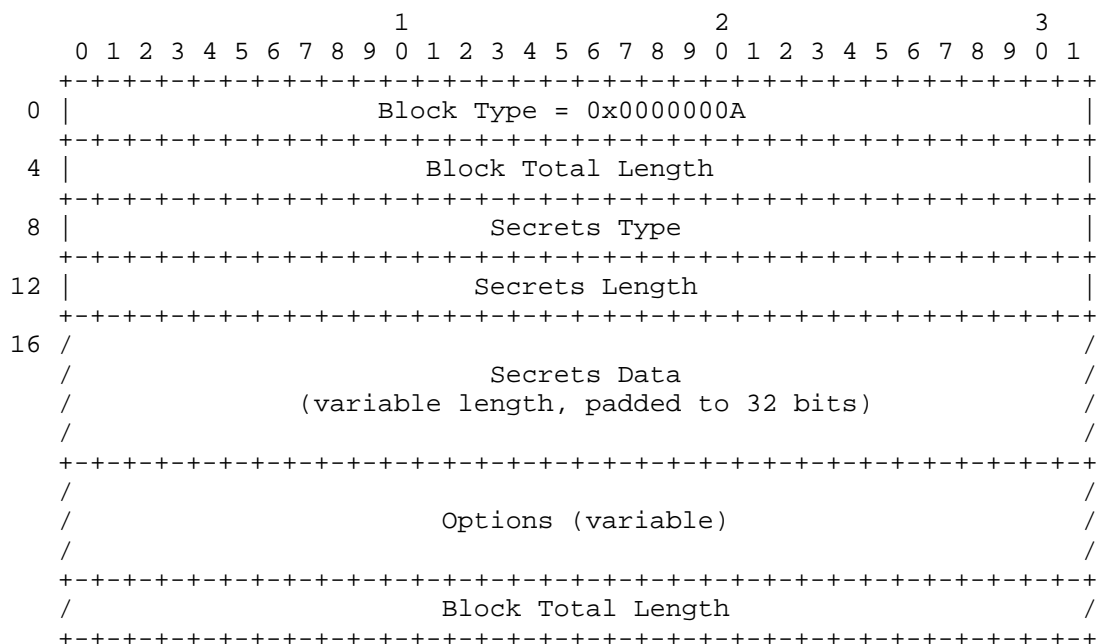 1                   2                   3
    0 1 2 3 4 5 6 7 8 9 0 1 2 3 4 5 6 7 8 9 0 1 2 3 4 5 6 7 8 9 0 1
   +-+-+-+-+-+-+-+-+-+-+-+-+-+-+-+-+-+-+-+-+-+-+-+-+-+-+-+-+-+-+-+-+
 0 |                   Block Type = 0x0000000A                     |
   +-+-+-+-+-+-+-+-+-+-+-+-+-+-+-+-+-+-+-+-+-+-+-+-+-+-+-+-+-+-+-+-+
 4 |                      Block Total Length                       |
   +-+-+-+-+-+-+-+-+-+-+-+-+-+-+-+-+-+-+-+-+-+-+-+-+-+-+-+-+-+-+-+-+
 8 |                          Secrets Type                         |
   +-+-+-+-+-+-+-+-+-+-+-+-+-+-+-+-+-+-+-+-+-+-+-+-+-+-+-+-+-+-+-+-+
12 |                         Secrets Length                        |
   +-+-+-+-+-+-+-+-+-+-+-+-+-+-+-+-+-+-+-+-+-+-+-+-+-+-+-+-+-+-+-+-+
16 /                                                               /
   /                          Secrets Data                         /
   /              (variable length, padded to 32 bits)             /
   /                                                               /
   +-+-+-+-+-+-+-+-+-+-+-+-+-+-+-+-+-+-+-+-+-+-+-+-+-+-+-+-+-+-+-+-+
   /                                                               /
   /                       Options (variable)                      /
   /                                                               /
   +-+-+-+-+-+-+-+-+-+-+-+-+-+-+-+-+-+-+-+-+-+-+-+-+-+-+-+-+-+-+-+-+
   /                       Block Total Length                      /
   +-+-+-+-+-+-+-+-+-+-+-+-+-+-+-+-+-+-+-+-+-+-+-+-+-+-+-+-+-+-+-+-+